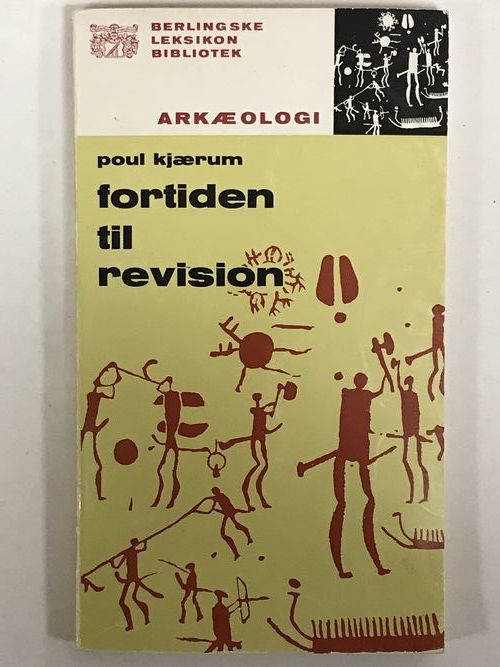 BERLINGSKE
LEKSIKON
BIBLIOTEK
ARKÆOLOGI
poul kjærum
fortiden
til
revision